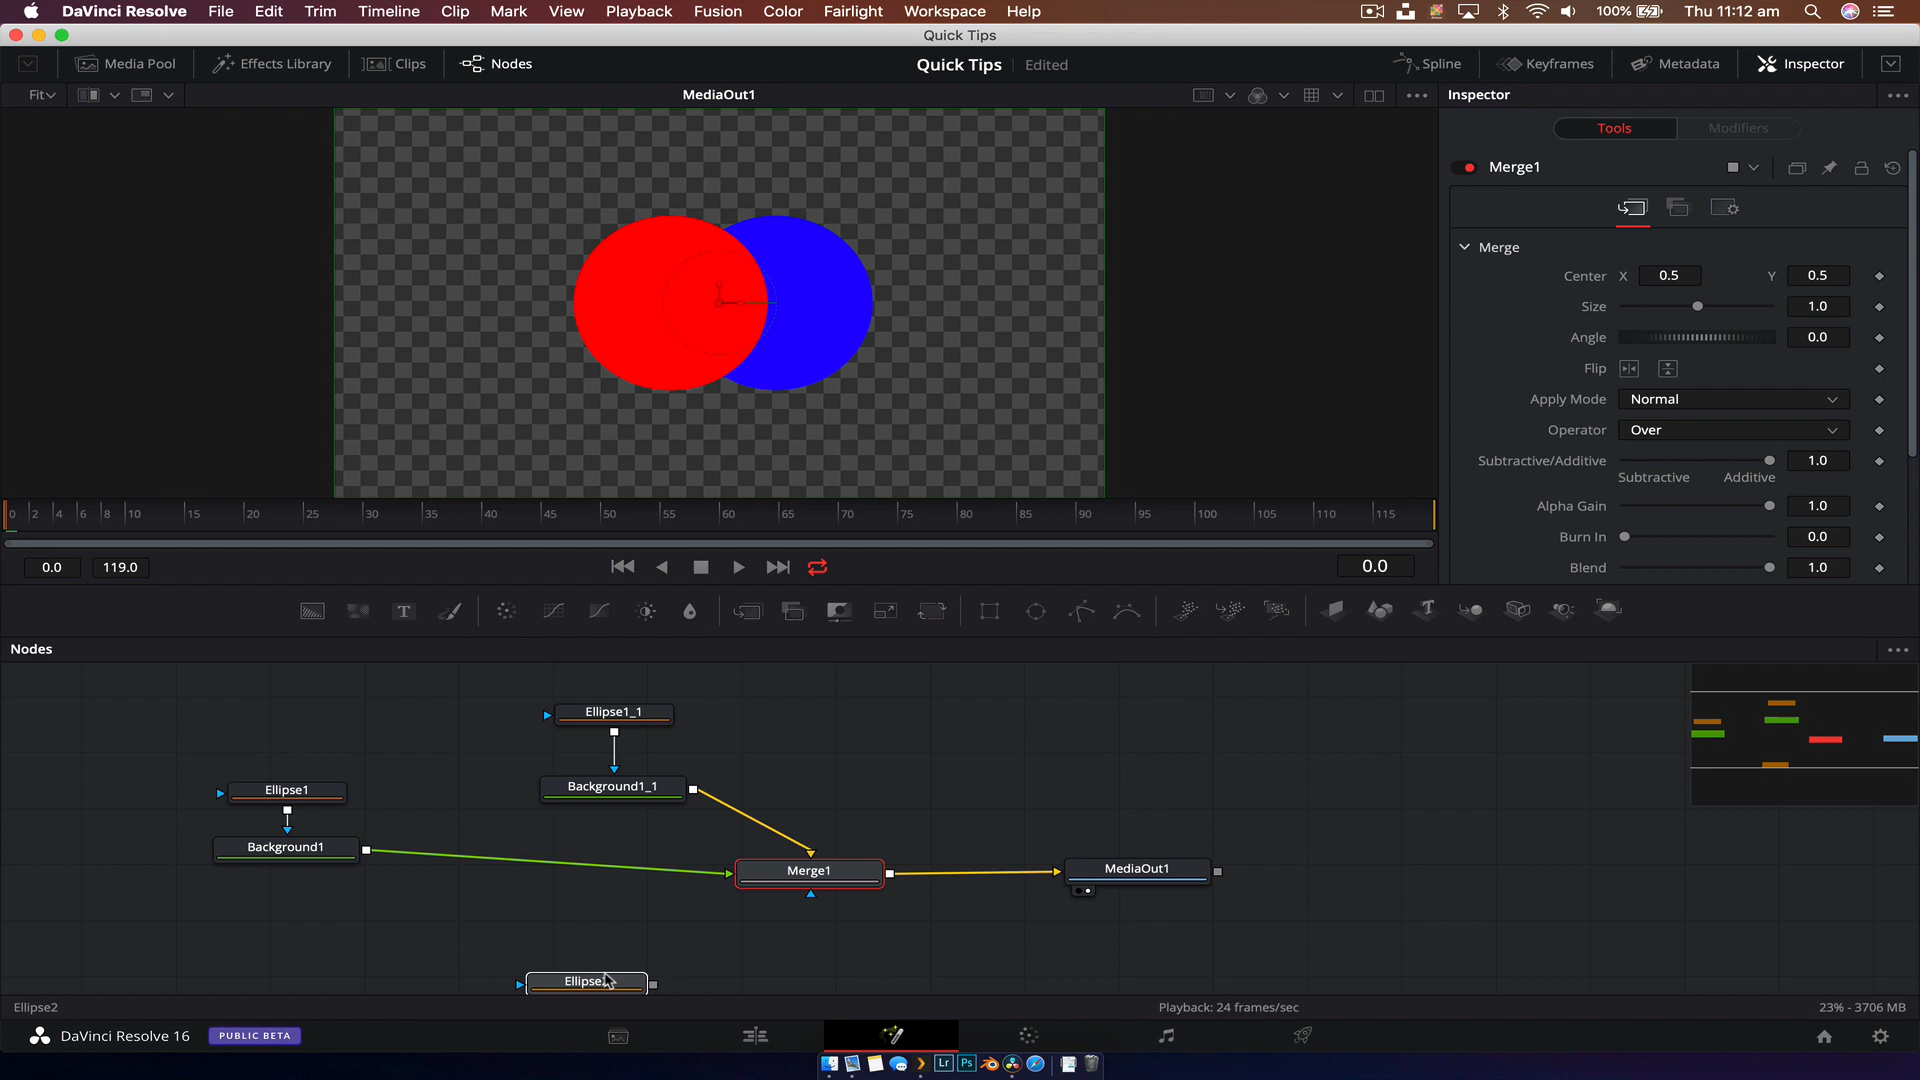 DaVinci Resolve File Edit Trim Timeline Clip Mark View Playback Fusion Color Fairlight Workspace Help 100% Thu 11:12 am
Quick Tips
Media Pool Effects Library Clips Nodes Quick Tips Edited Spline Keyframes Metadata Inspector
Fit MediaOut1 Inspector
Tools Modifiers
Merge1
Merge
Center X 0.5 Y 0.5
Size 1.0
Angle 0.0
Flip
Apply Mode Normal
Operator Over
Subtractive/Additive 1.0
Subtractive Additive
Alpha Gain 1.0
Burn In 0.0
Blend 1.0
0 2 4 6 8 10 15 20 25 30 35 40 45 50 55 60 65 70 75 80 85 90 95 100 105 110 115
0.0 119.0 0.0
T T
Nodes
Ellipse1_1
Background1_1
Ellipse1
Background1
Merge1
MediaOut1
Ellipse
Ellipse2 Playback: 24 frames/sec 23% - 3706 MB
DaVinci Resolve 16 PUBLIC BETA
Lr Ps